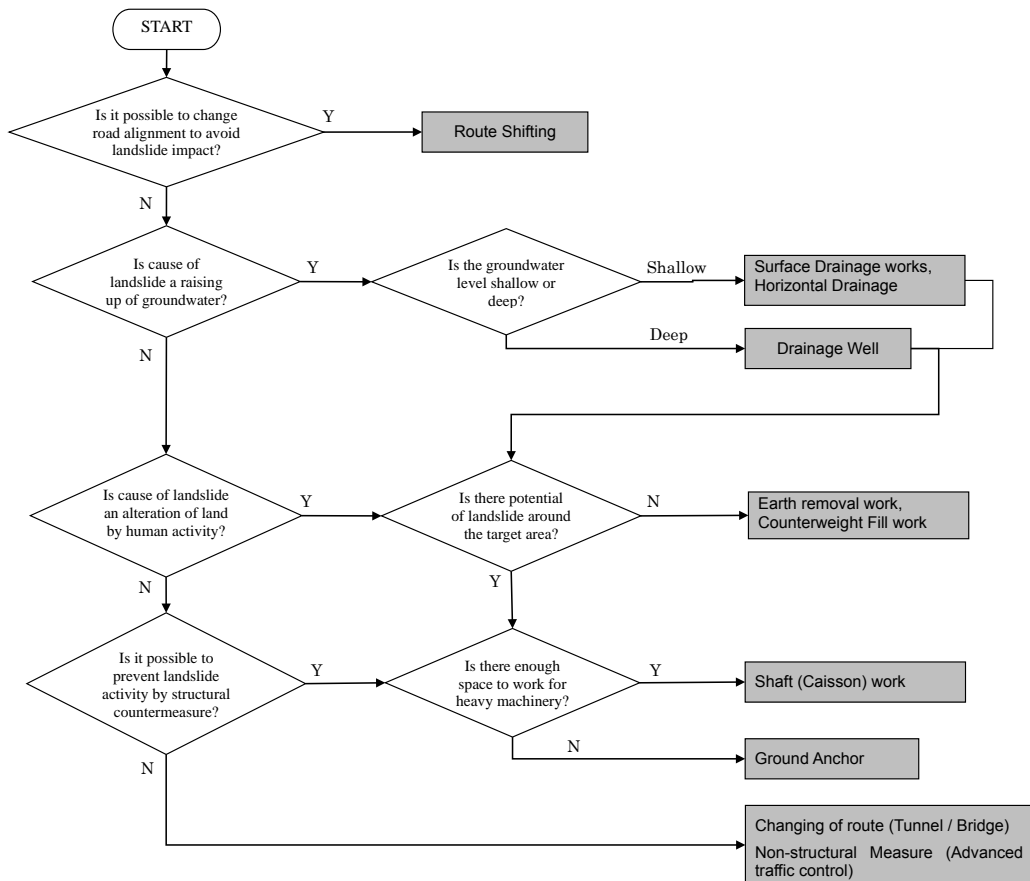 START
Is it possible to change
road alignment to avoid
landslide impact?
Y
Route Shifting
N
Is cause of
landslide a raising
up of groundwater?
Y
Is the groundwater
level shallow or
deep?
Shallow
Surface Drainage works,
Horizontal Drainage
Deep
Drainage Well
N
Is cause of landslide
an alteration of land
by human activity?
Y
Is there potential
of landslide around
the target area?
N
Earth removal work,
Counterweight Fill work
N
Y
Is it possible to
prevent landslide
activity by structural
countermeasure?
Y
Is there enough
space to work for
heavy machinery?
Y
Shaft (Caisson) work
N
Ground Anchor
N
Changing of route (Tunnel / Bridge)
Non-structural Measure (Advanced
traffic control)